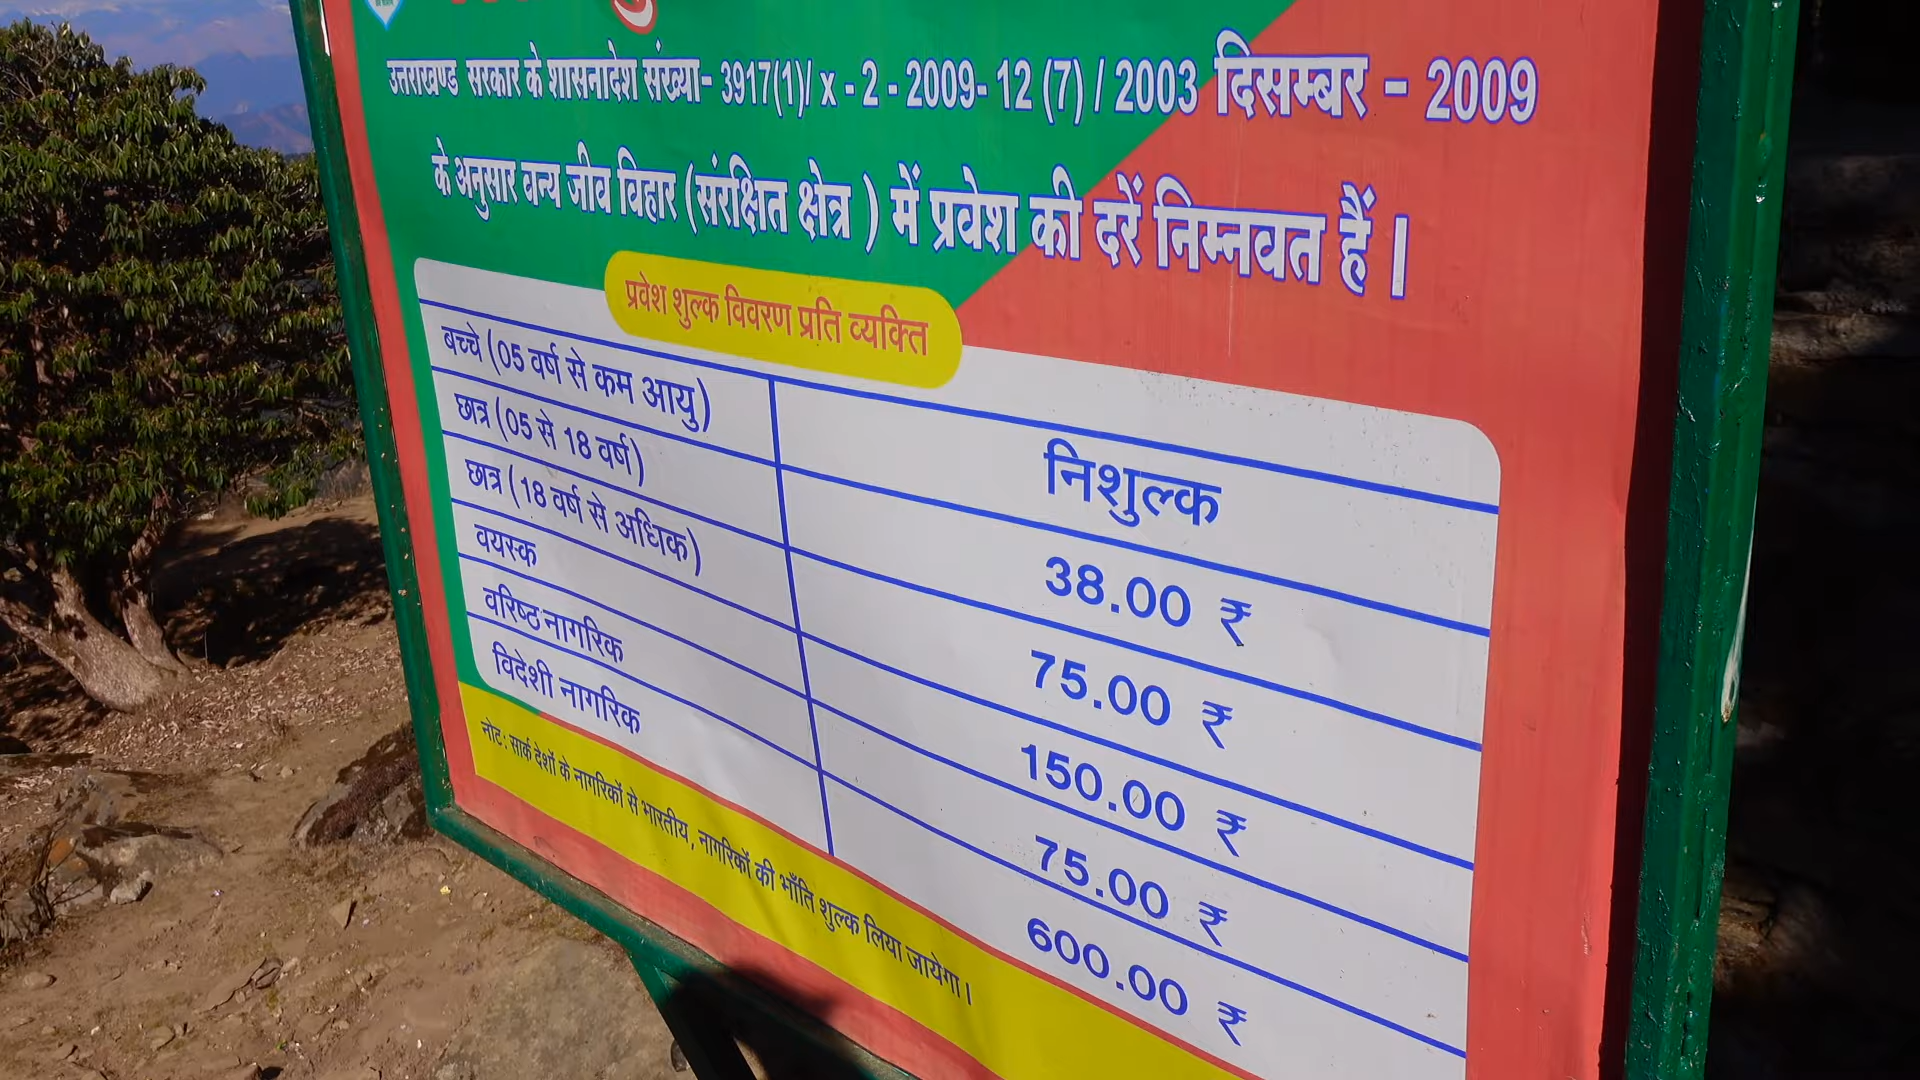 उत्तराखण्ड सरकार के शासनादेश संख्या- 3917(1)/ x - 2 - 2009- 12 (7) / 2003 दिसम्बर - 2009
के अनुसार वन्य जीव विहार (संरक्षित क्षेत्र ) में प्रवेश की दरें निम्नवत हैं ।
प्रवेश शुल्क विवरण प्रति व्यक्ति
बच्चे (05 वर्ष से कम आयु) निशुल्क
छात्र (05 से 18 वर्ष) 38.00 ₹
छात्र (18 वर्ष से अधिक) 75.00 ₹
वयस्क 150.00 ₹
वरिष्ठ नागरिक 75.00 ₹
विदेशी नागरिक 600.00 ₹
नोट: सार्क देशों के नागरिकों से भारतीय, नागरिकों की भाँति शुल्क लिया जायेगा ।